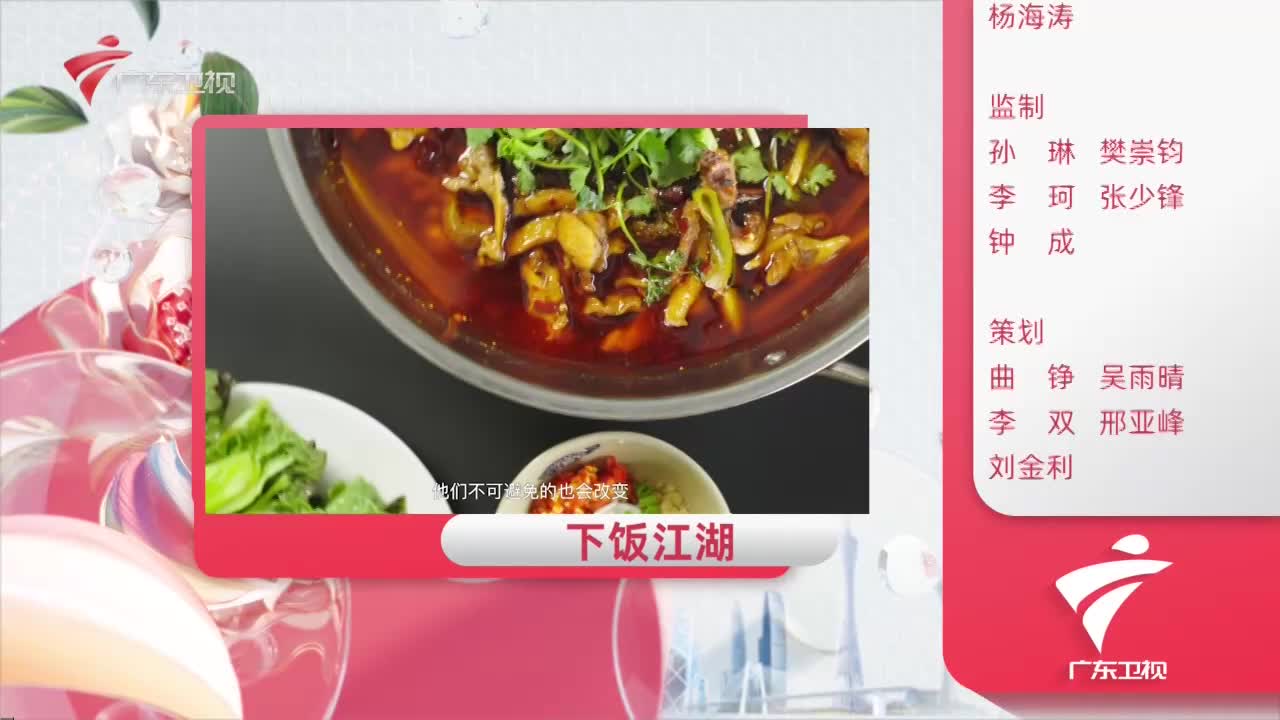 广东卫视
他们不可避免的也会改变
下饭江湖
杨海涛
监制
孙 琳 樊崇钧
李 珂 张少锋
钟 成
策划
曲 铮 吴雨晴
李 双 邢亚峰
刘金利
广东卫视